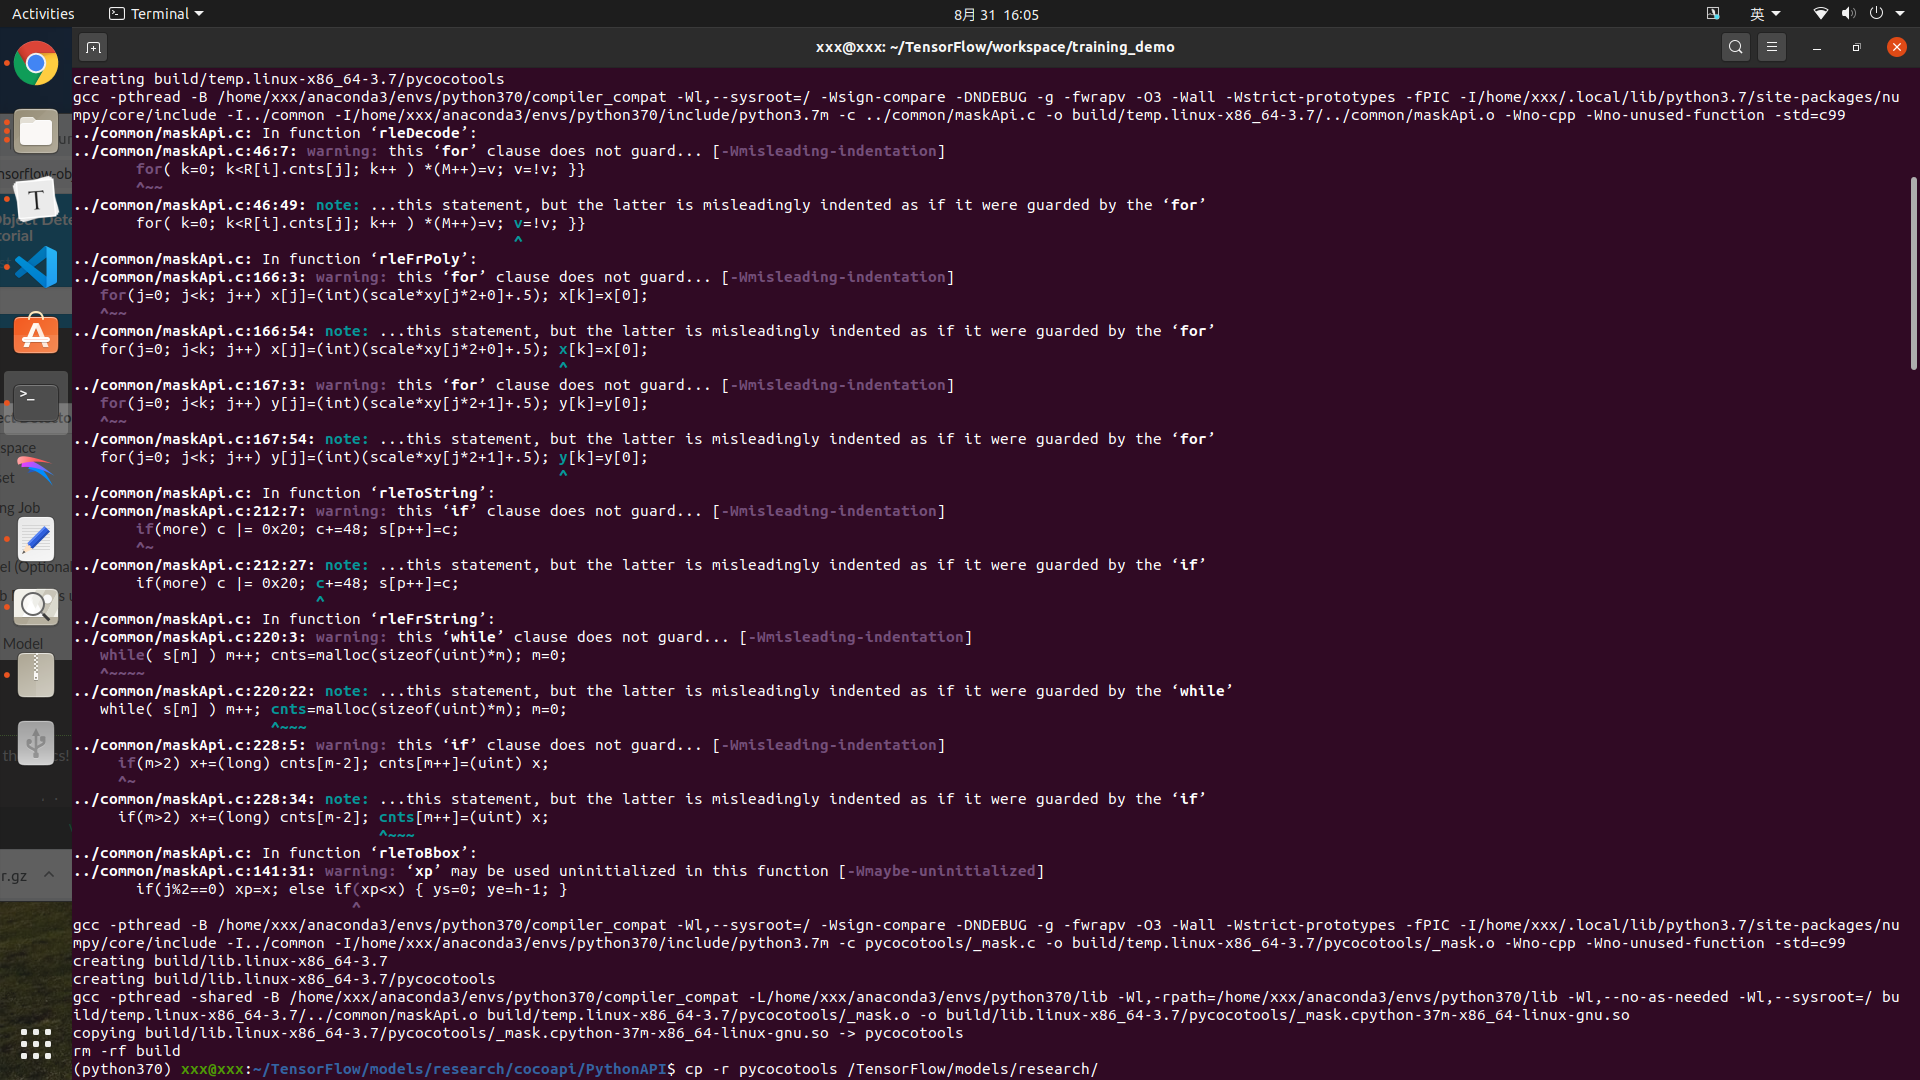 Activities
Terminal
8月 31 16:05
英
xxx@xxx: ~/TensorFlow/workspace/training_demo
creating build/temp.linux-x86_64-3.7/pycocotools
gcc -pthread -B /home/xxx/anaconda3/envs/python370/compiler_compat -Wl,--sysroot=/ -Wsign-compare -DNDEBUG -g -fwrapv -O3 -Wall -Wstrict-prototypes -fPIC -I/home/xxx/.local/lib/python3.7/site-packages/nu
mpy/core/include -I../common -I/home/xxx/anaconda3/envs/python370/include/python3.7m -c ../common/maskApi.c -o build/temp.linux-x86_64-3.7/../common/maskApi.o -Wno-cpp -Wno-unused-function -std=c99
../common/maskApi.c: In function ‘rleDecode’:
../common/maskApi.c:46:7: warning: this ‘for’ clause does not guard... [-Wmisleading-indentation]
for( k=0; k<R[i].cnts[j]; k++ ) *(M++)=v; v=!v; }}
^~~
../common/maskApi.c:46:49: note: ...this statement, but the latter is misleadingly indented as if it were guarded by the ‘for’
for( k=0; k<R[i].cnts[j]; k++ ) *(M++)=v; v=!v; }}
^
../common/maskApi.c: In function ‘rleFrPoly’:
../common/maskApi.c:166:3: warning: this ‘for’ clause does not guard... [-Wmisleading-indentation]
for(j=0; j<k; j++) x[j]=(int)(scale*xy[j*2+0]+.5); x[k]=x[0];
^~~
../common/maskApi.c:166:54: note: ...this statement, but the latter is misleadingly indented as if it were guarded by the ‘for’
for(j=0; j<k; j++) x[j]=(int)(scale*xy[j*2+0]+.5); x[k]=x[0];
^
../common/maskApi.c:167:3: warning: this ‘for’ clause does not guard... [-Wmisleading-indentation]
for(j=0; j<k; j++) y[j]=(int)(scale*xy[j*2+1]+.5); y[k]=y[0];
^~~
../common/maskApi.c:167:54: note: ...this statement, but the latter is misleadingly indented as if it were guarded by the ‘for’
for(j=0; j<k; j++) y[j]=(int)(scale*xy[j*2+1]+.5); y[k]=y[0];
^
../common/maskApi.c: In function ‘rleToString’:
../common/maskApi.c:212:7: warning: this ‘if’ clause does not guard... [-Wmisleading-indentation]
if(more) c |= 0x20; c+=48; s[p++]=c;
^~
../common/maskApi.c:212:27: note: ...this statement, but the latter is misleadingly indented as if it were guarded by the ‘if’
if(more) c |= 0x20; c+=48; s[p++]=c;
^
../common/maskApi.c: In function ‘rleFrString’:
../common/maskApi.c:220:3: warning: this ‘while’ clause does not guard... [-Wmisleading-indentation]
while( s[m] ) m++; cnts=malloc(sizeof(uint)*m); m=0;
^~~~~
../common/maskApi.c:220:22: note: ...this statement, but the latter is misleadingly indented as if it were guarded by the ‘while’
while( s[m] ) m++; cnts=malloc(sizeof(uint)*m); m=0;
^~~~
../common/maskApi.c:228:5: warning: this ‘if’ clause does not guard... [-Wmisleading-indentation]
if(m>2) x+=(long) cnts[m-2]; cnts[m++]=(uint) x;
^~
../common/maskApi.c:228:34: note: ...this statement, but the latter is misleadingly indented as if it were guarded by the ‘if’
if(m>2) x+=(long) cnts[m-2]; cnts[m++]=(uint) x;
^~~~
../common/maskApi.c: In function ‘rleToBbox’:
../common/maskApi.c:141:31: warning: ‘xp’ may be used uninitialized in this function [-Wmaybe-uninitialized]
if(j%2==0) xp=x; else if(xp<x) { ys=0; ye=h-1; }
^
gcc -pthread -B /home/xxx/anaconda3/envs/python370/compiler_compat -Wl,--sysroot=/ -Wsign-compare -DNDEBUG -g -fwrapv -O3 -Wall -Wstrict-prototypes -fPIC -I/home/xxx/.local/lib/python3.7/site-packages/nu
mpy/core/include -I../common -I/home/xxx/anaconda3/envs/python370/include/python3.7m -c pycocotools/_mask.c -o build/temp.linux-x86_64-3.7/pycocotools/_mask.o -Wno-cpp -Wno-unused-function -std=c99
creating build/lib.linux-x86_64-3.7
creating build/lib.linux-x86_64-3.7/pycocotools
gcc -pthread -shared -B /home/xxx/anaconda3/envs/python370/compiler_compat -L/home/xxx/anaconda3/envs/python370/lib -Wl,-rpath=/home/xxx/anaconda3/envs/python370/lib -Wl,--no-as-needed -Wl,--sysroot=/ bu
ild/temp.linux-x86_64-3.7/../common/maskApi.o build/temp.linux-x86_64-3.7/pycocotools/_mask.o -o build/lib.linux-x86_64-3.7/pycocotools/_mask.cpython-37m-x86_64-linux-gnu.so
copying build/lib.linux-x86_64-3.7/pycocotools/_mask.cpython-37m-x86_64-linux-gnu.so -> pycocotools
rm -rf build
(python370) xxx@xxx:~/TensorFlow/models/research/cocoapi/PythonAPI$ cp -r pycocotools /TensorFlow/models/research/
nsorflow-ob
T
Object Dete
torial
space
set
ng Job
el (Optional
Model
r.gz